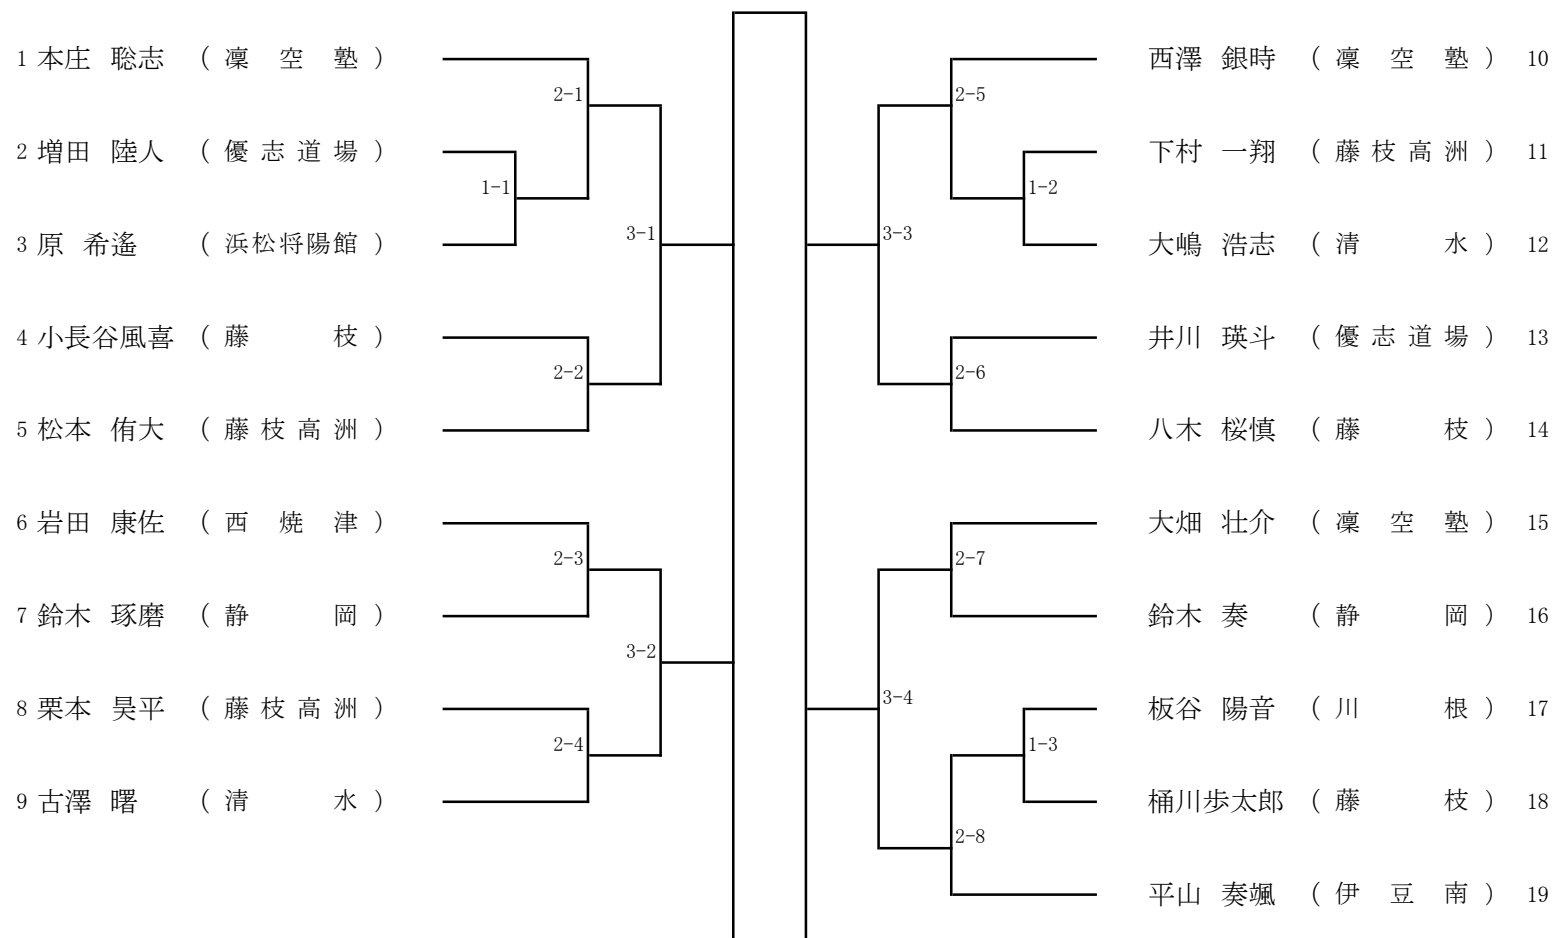 1 本庄 聡志 ( 凜 空 塾 )
2-1
2 増田 陸人 ( 優 志 道 場 )
1-1
3 原 希遙 ( 浜松将陽館 )
3-1
4 小長谷風喜 ( 藤 枝 )
2-2
5 松本 侑大 ( 藤 枝 高 洲 )
6 岩田 康佐 ( 西 焼 津 )
2-3
7 鈴木 琢磨 ( 静 岡 )
3-2
8 栗本 昊平 ( 藤 枝 高 洲 )
2-4
9 古澤 曙 ( 清 水 )
西澤 銀時 ( 凜 空 塾 ) 10
2-5
下村 一翔 ( 藤 枝 高 洲 ) 11
1-2
大嶋 浩志 ( 清 水 ) 12
3-3
井川 瑛斗 ( 優 志 道 場 ) 13
2-6
八木 桜慎 ( 藤 枝 ) 14
大畑 壮介 ( 凜 空 塾 ) 15
2-7
鈴木 奏 ( 静 岡 ) 16
3-4
板谷 陽音 ( 川 根 ) 17
1-3
桶川歩太郎 ( 藤 枝 ) 18
2-8
平山 奏颯 ( 伊 豆 南 ) 19